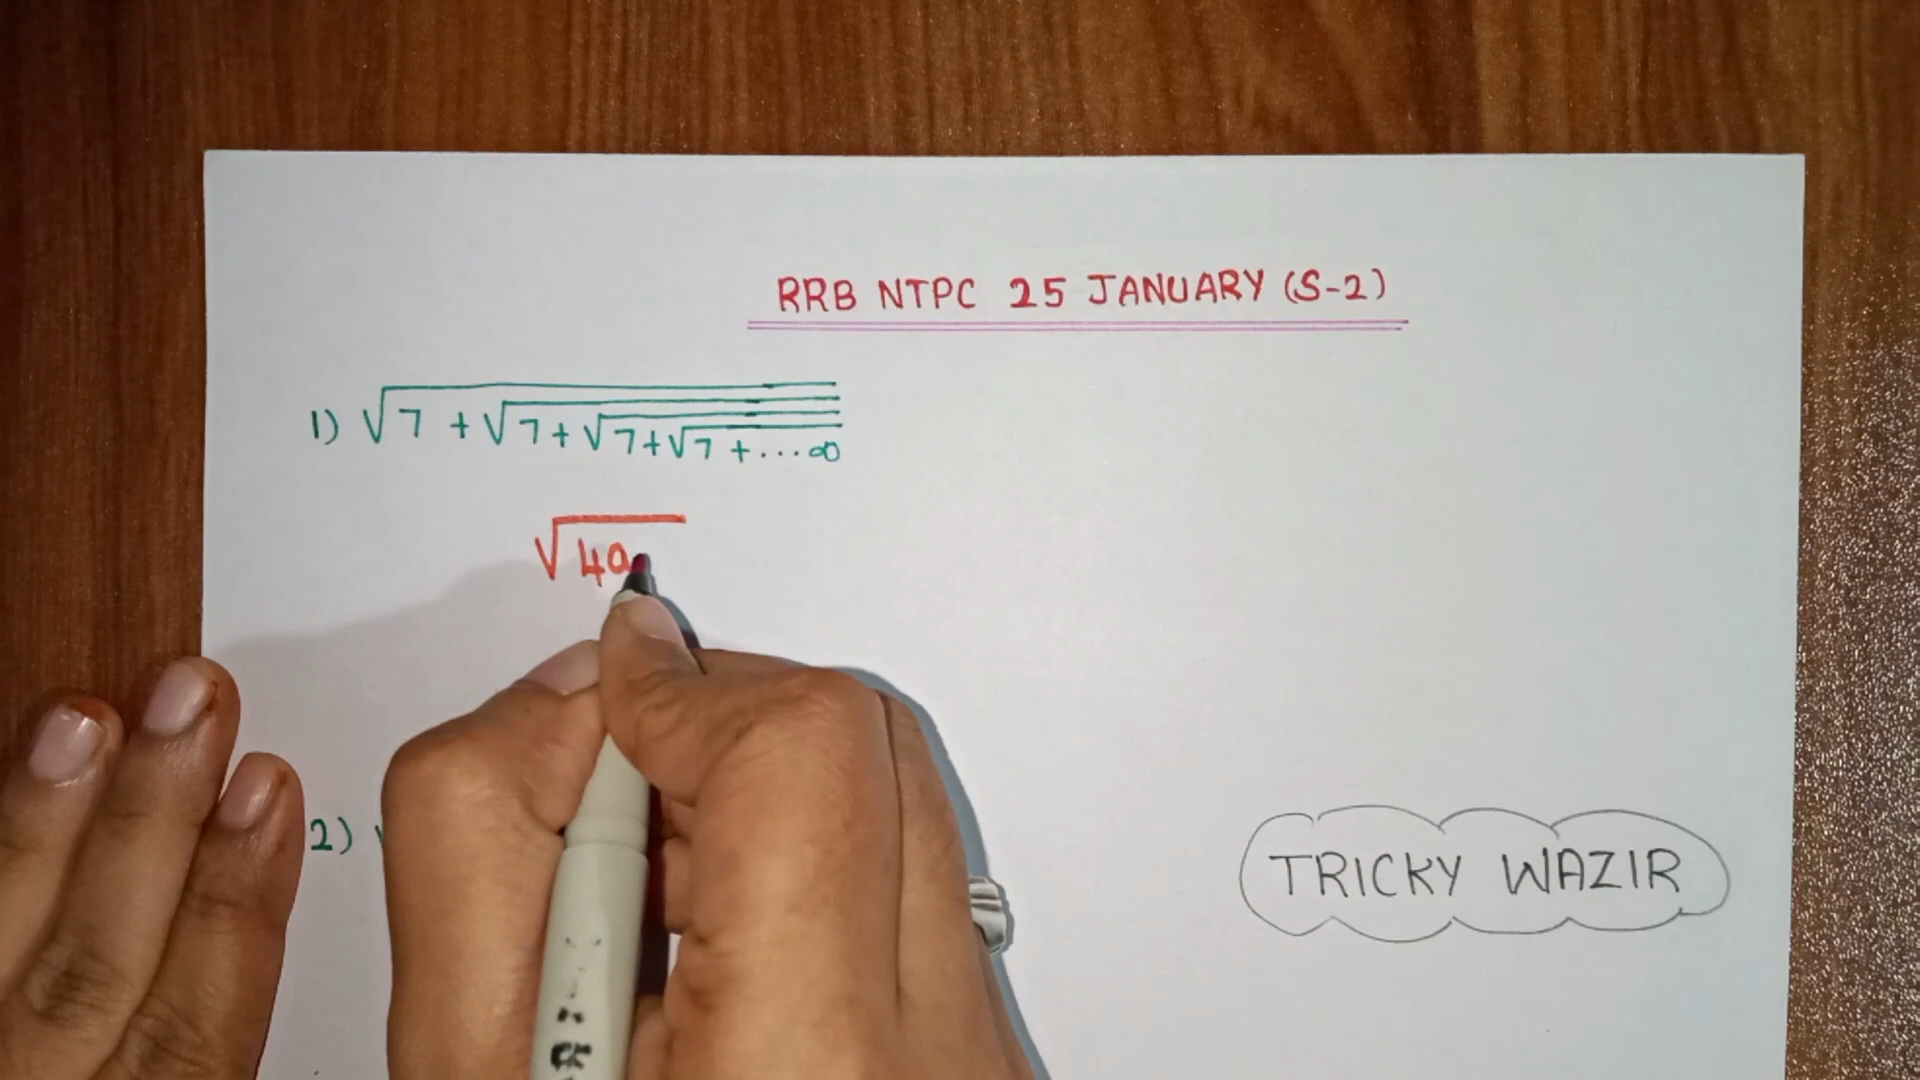 RRB NTPC 25 JANUARY (S-2)
1) √7 + √7+√7+√7 +...∞
√4a
2)
TRICKY WAZIR